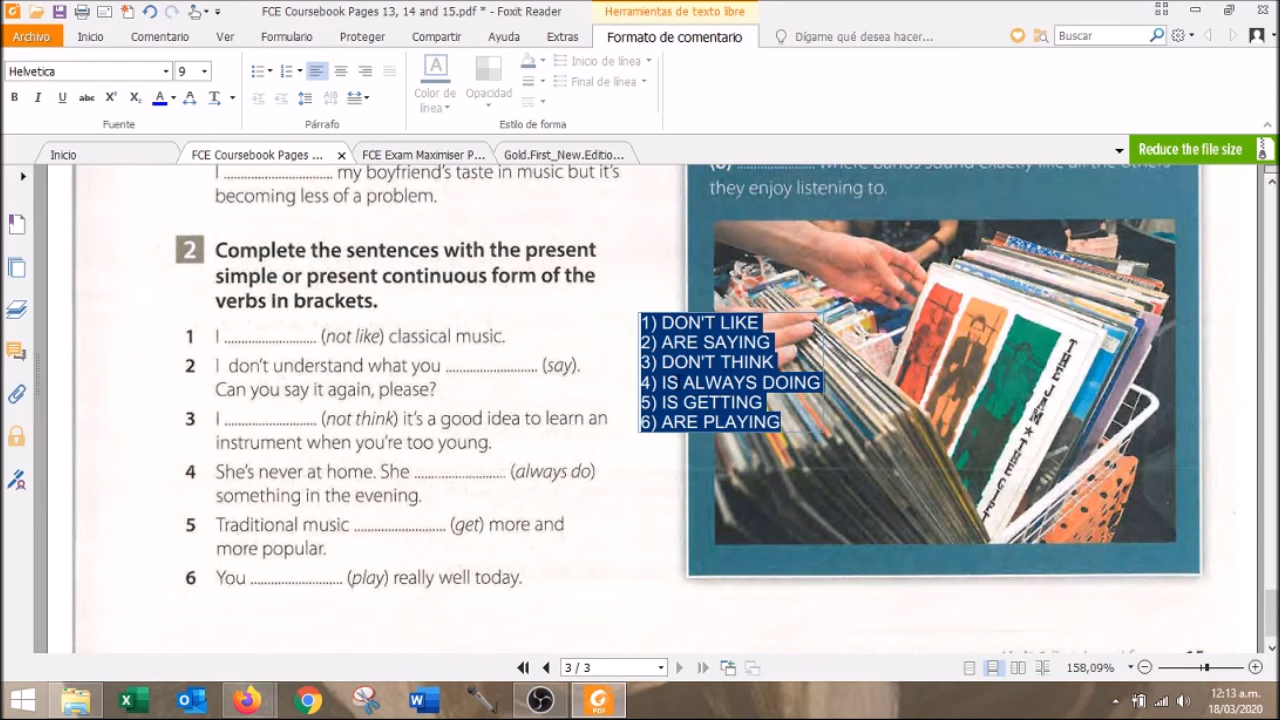 FCE Coursebook Pages 13, 14 and 15.pdf * - Foxit Reader
Herramientas de texto libre
Archivo
Inicio
Comentario
Ver
Formulario
Proteger
Compartir
Ayuda
Extras
Formato de comentario
Dígame qué desea hacer...
Buscar
Helvetica
9
Color de línea
Opacidad
Inicio de línea
Final de línea
Fuente
Párrafo
Estilo de forma
Inicio
FCE Coursebook Pages ...
FCE Exam Maximiser P...
Gold.First_New.Editio...
Reduce the file size
I .............................. my boyfriend's taste in music but it's
becoming less of a problem.
they enjoy listening to.
2 Complete the sentences with the present
simple or present continuous form of the
verbs in brackets.
1 I ......................... (not like) classical music.
2 I don't understand what you ......................... (say).
Can you say it again, please?
3 I ......................... (not think) it's a good idea to learn an
instrument when you're too young.
4 She's never at home. She ......................... (always do)
something in the evening.
5 Traditional music ......................... (get) more and
more popular.
6 You ......................... (play) really well today.
1) DON'T LIKE
2) ARE SAYING
3) DON'T THINK
4) IS ALWAYS DOING
5) IS GETTING
6) ARE PLAYING
THE JAM ★ THE GIFT
3 / 3
158,09%
12:13 a.m.
18/03/2020